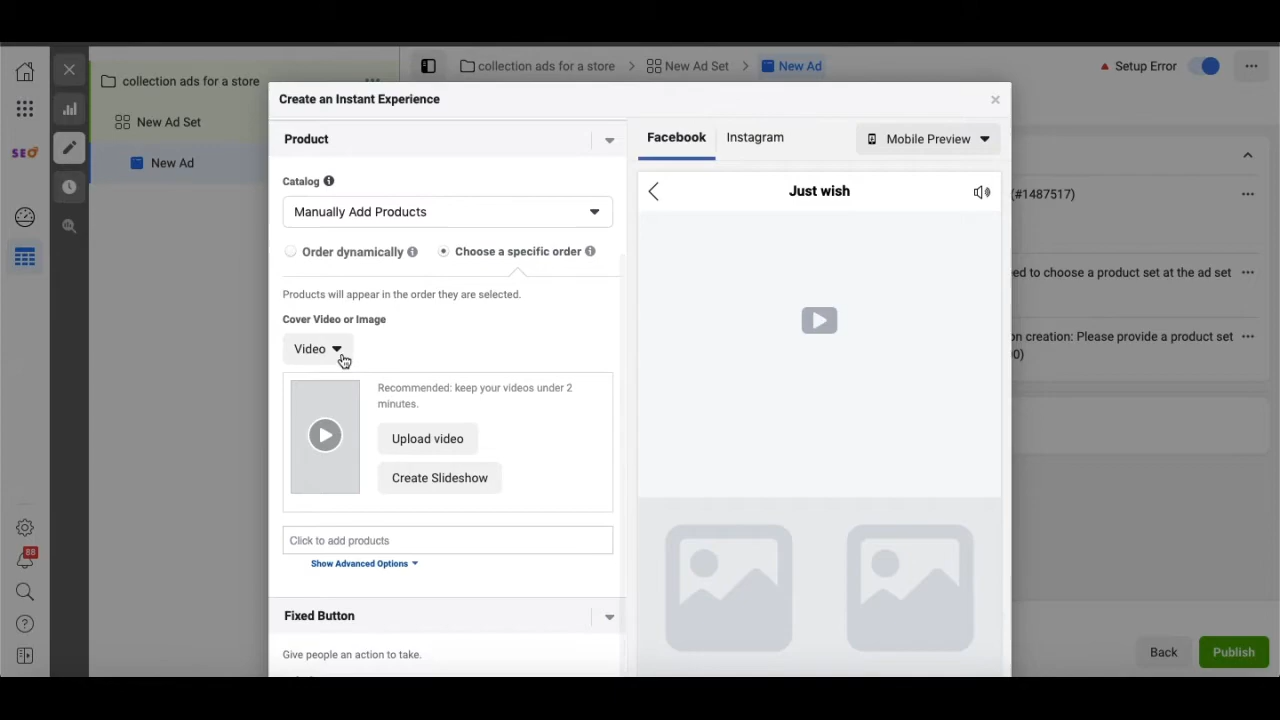 collection ads for a store
...
New Ad Set
New Ad
SEO
88
collection ads for a store > New Ad Set > New Ad
Setup Error
...
Create an Instant Experience
×
Product
Catalog
Manually Add Products
Order dynamically
Choose a specific order
Products will appear in the order they are selected.
Cover Video or Image
Video
Recommended: keep your videos under 2
minutes.
Upload video
Create Slideshow
Click to add products
Show Advanced Options
Fixed Button
Give people an action to take.
Facebook
Instagram
Mobile Preview
Just wish
(#1487517)
to choose a product set at the ad set
creation: Please provide a product set
Back
Publish